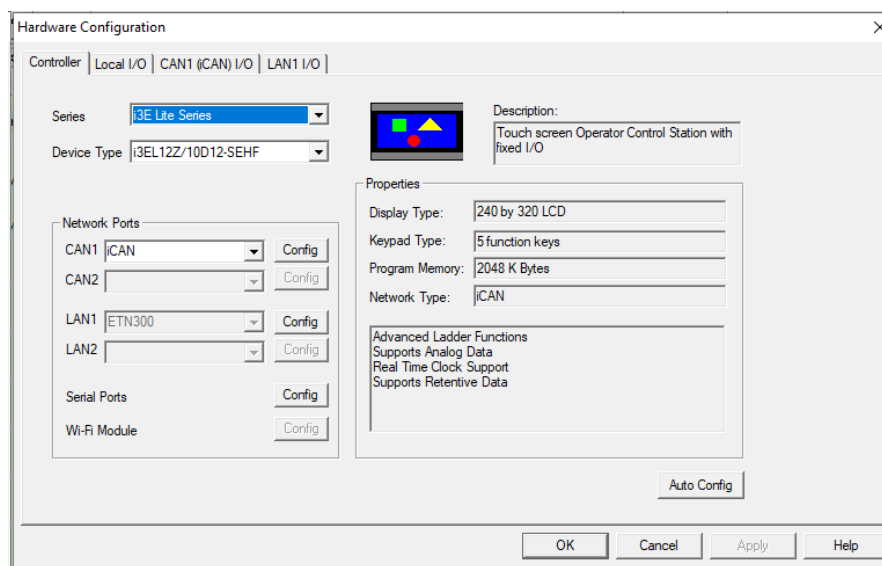 Hardware Configuration
Controller
Local I/O
CAN1 (iCAN) I/O
LAN1 I/O
Series
i3E Lite Series
Device Type
i3EL12Z/10D12-SEHF
Description:
Touch screen Operator Control Station with
fixed I/O
Network Ports
CAN1
iCAN
Config
CAN2
Config
LAN1
ETN300
Config
LAN2
Config
Serial Ports
Config
Wi-Fi Module
Config
Properties
Display Type:
240 by 320 LCD
Keypad Type:
5 function keys
Program Memory:
2048 K Bytes
Network Type:
iCAN
Advanced Ladder Functions
Supports Analog Data
Real Time Clock Support
Supports Retentive Data
Auto Config
OK
Cancel
Apply
Help